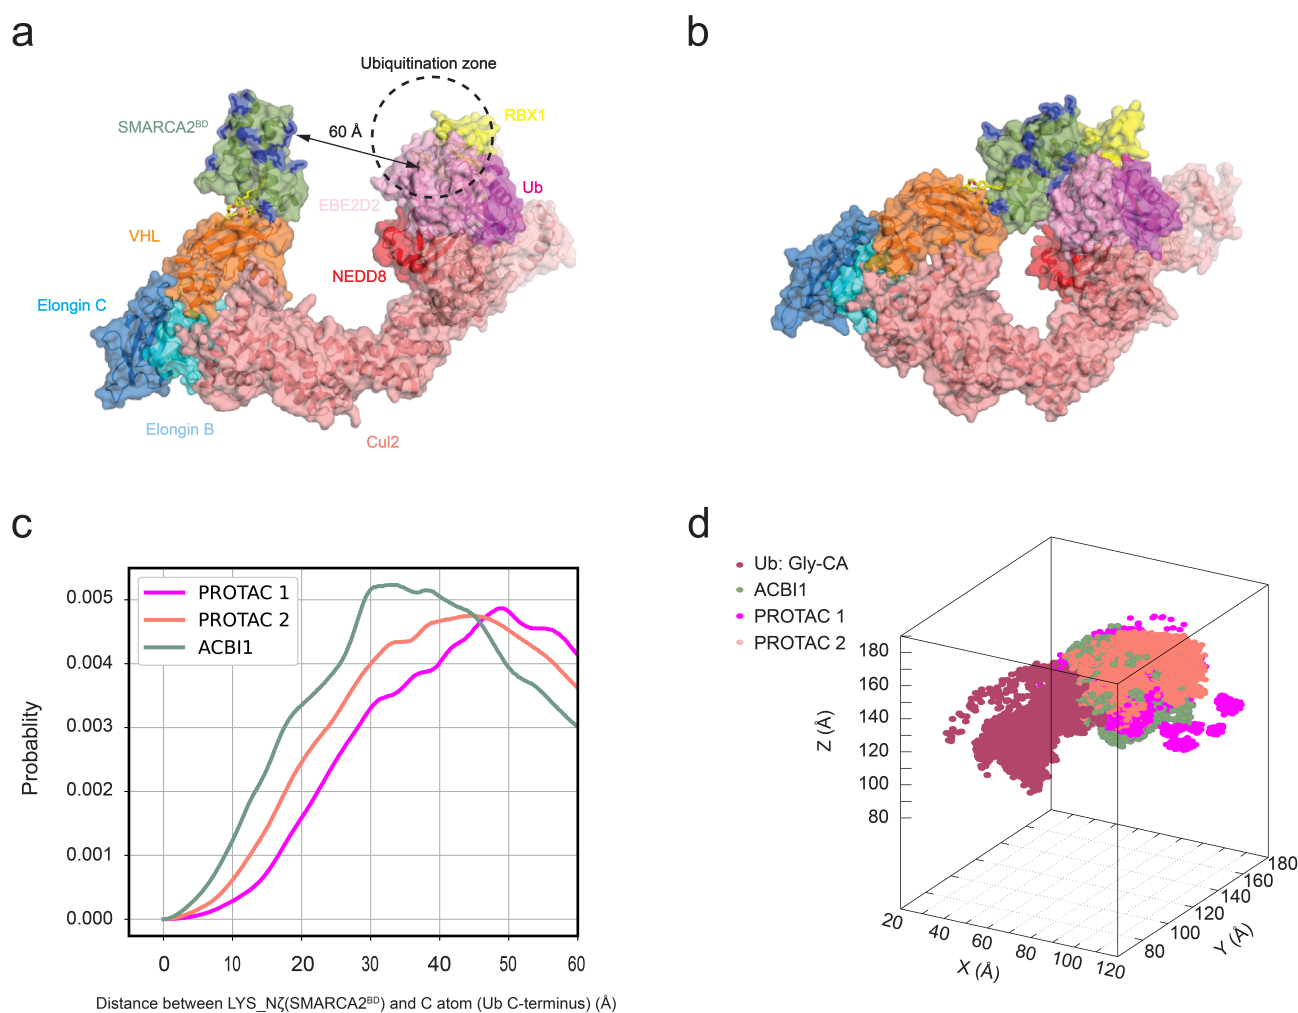 a
b
Ubiquitination zone
SMARCA2ᴮᴰ
60 Å
RBX1
Ub
EBE2D2
VHL
NEDD8
Elongin C
Elongin B
Cul2
c
d
PROTAC 1
PROTAC 2
ACBI1
0.005
0.004
0.003
0.002
0.001
0.000
Probablity
0 10 20 30 40 50 60
Distance between LYS_Nζ(SMARCA2ᴮᴰ) and C atom (Ub C-terminus) (Å)
Ub: Gly-CA
ACBI1
PROTAC 1
PROTAC 2
180
160
140
120
100
80
Z (Å)
20 40 60 80 100 120
X (Å)
80 100 120 140 160 180
Y (Å)